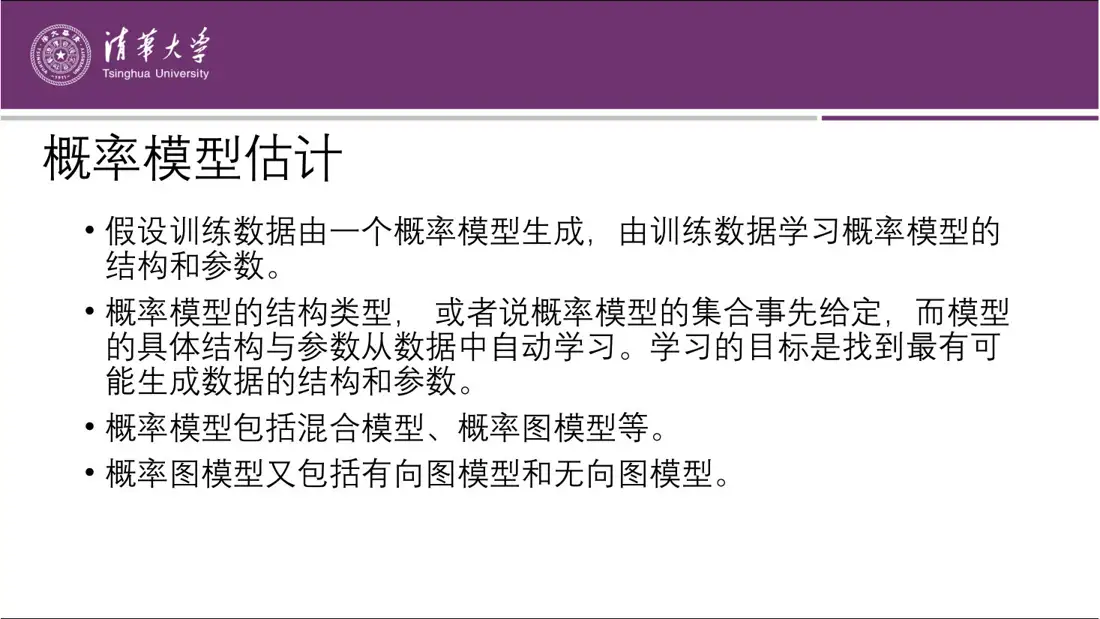 清华大学
Tsinghua University
概率模型估计
• 假设训练数据由一个概率模型生成，由训练数据学习概率模型的
结构和参数。
• 概率模型的结构类型， 或者说概率模型的集合事先给定，而模型
的具体结构与参数从数据中自动学习。学习的目标是找到最有可
能生成数据的结构和参数。
• 概率模型包括混合模型、概率图模型等。
• 概率图模型又包括有向图模型和无向图模型。